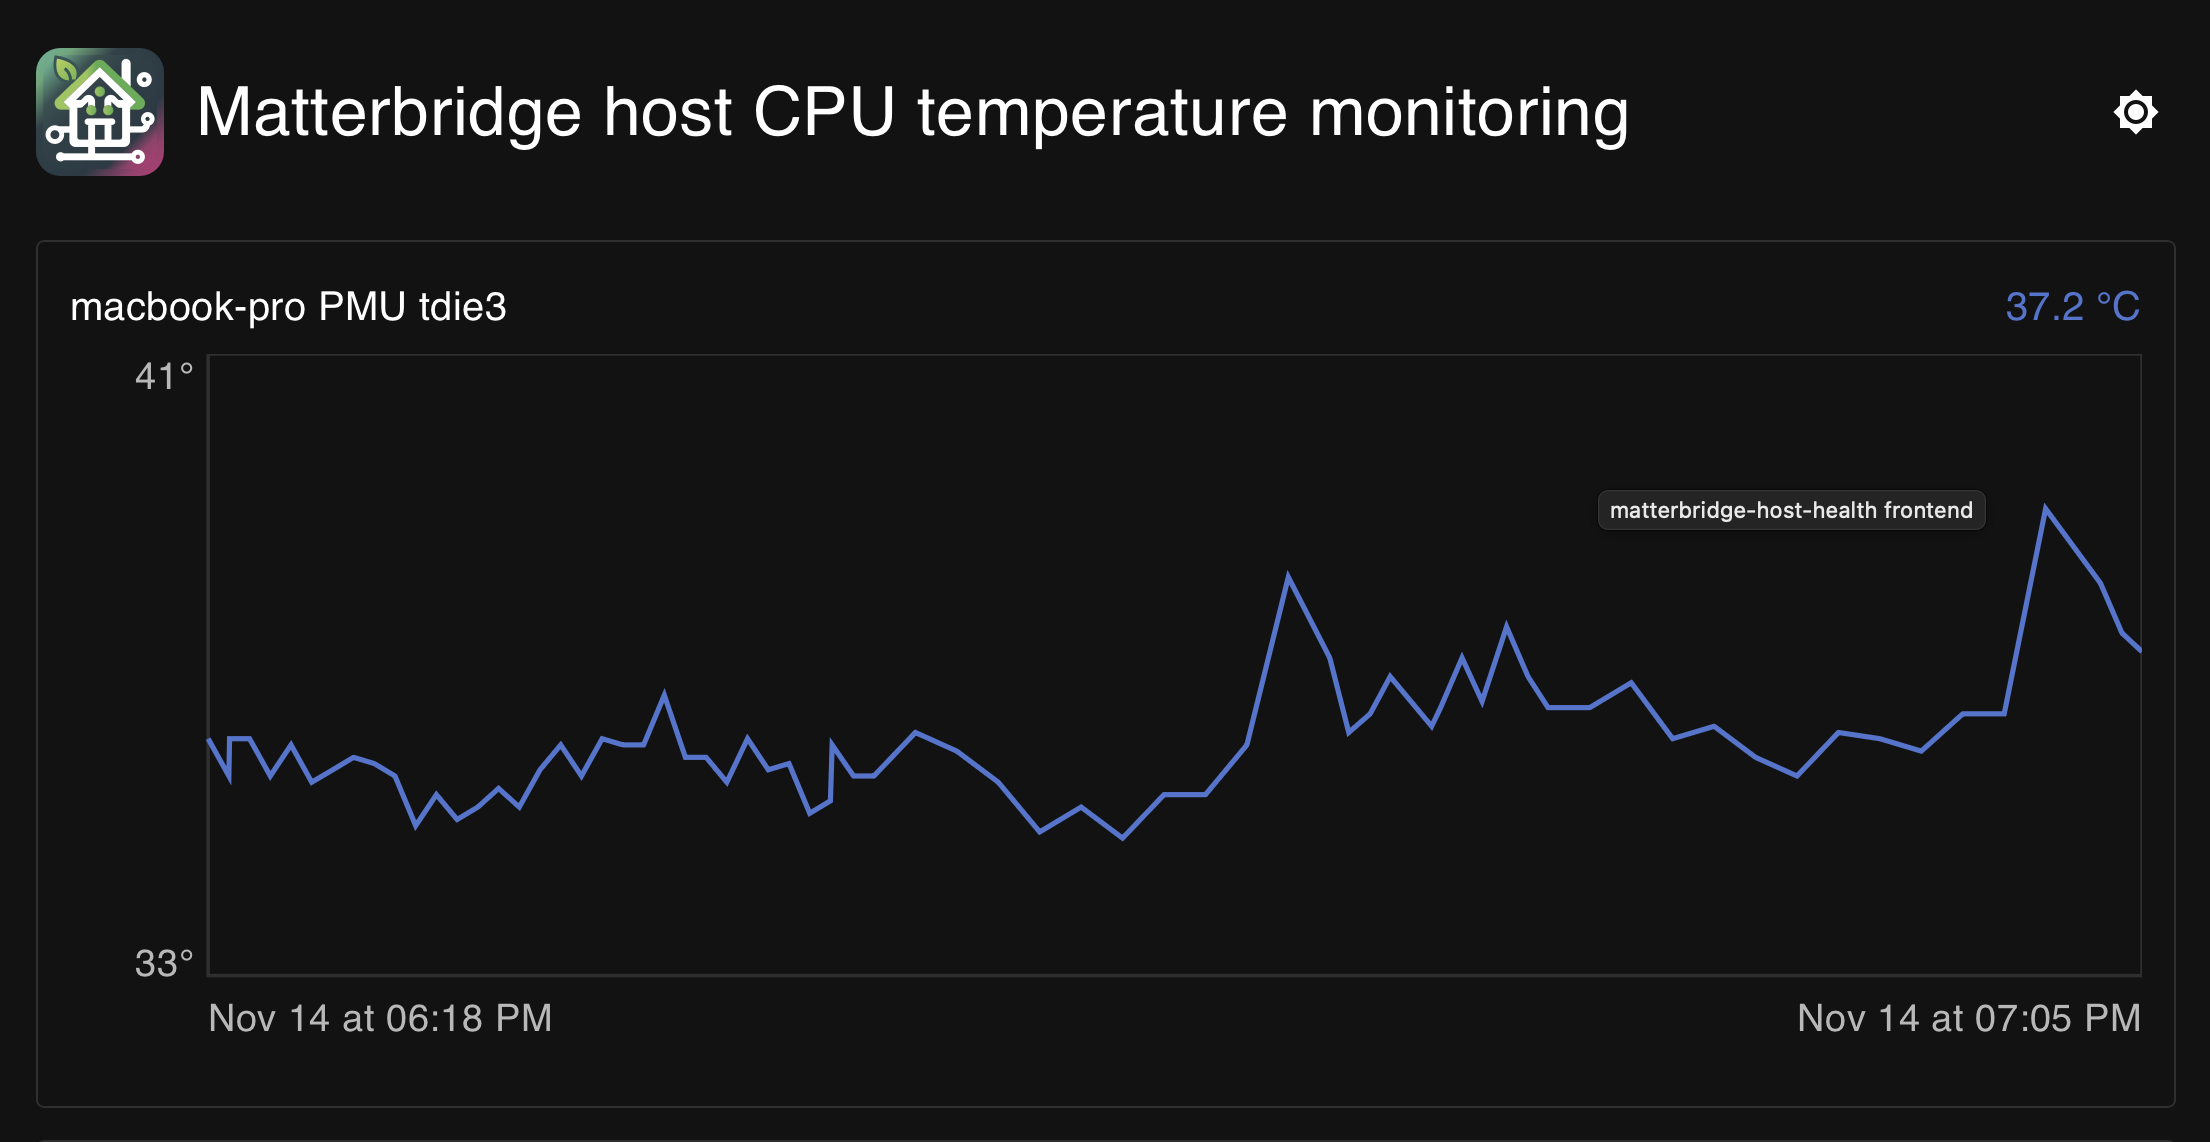 Matterbridge host CPU temperature monitoring
macbook-pro PMU tdie3
37.2 °C
41°
matterbridge-host-health frontend
33°
Nov 14 at 06:18 PM
Nov 14 at 07:05 PM